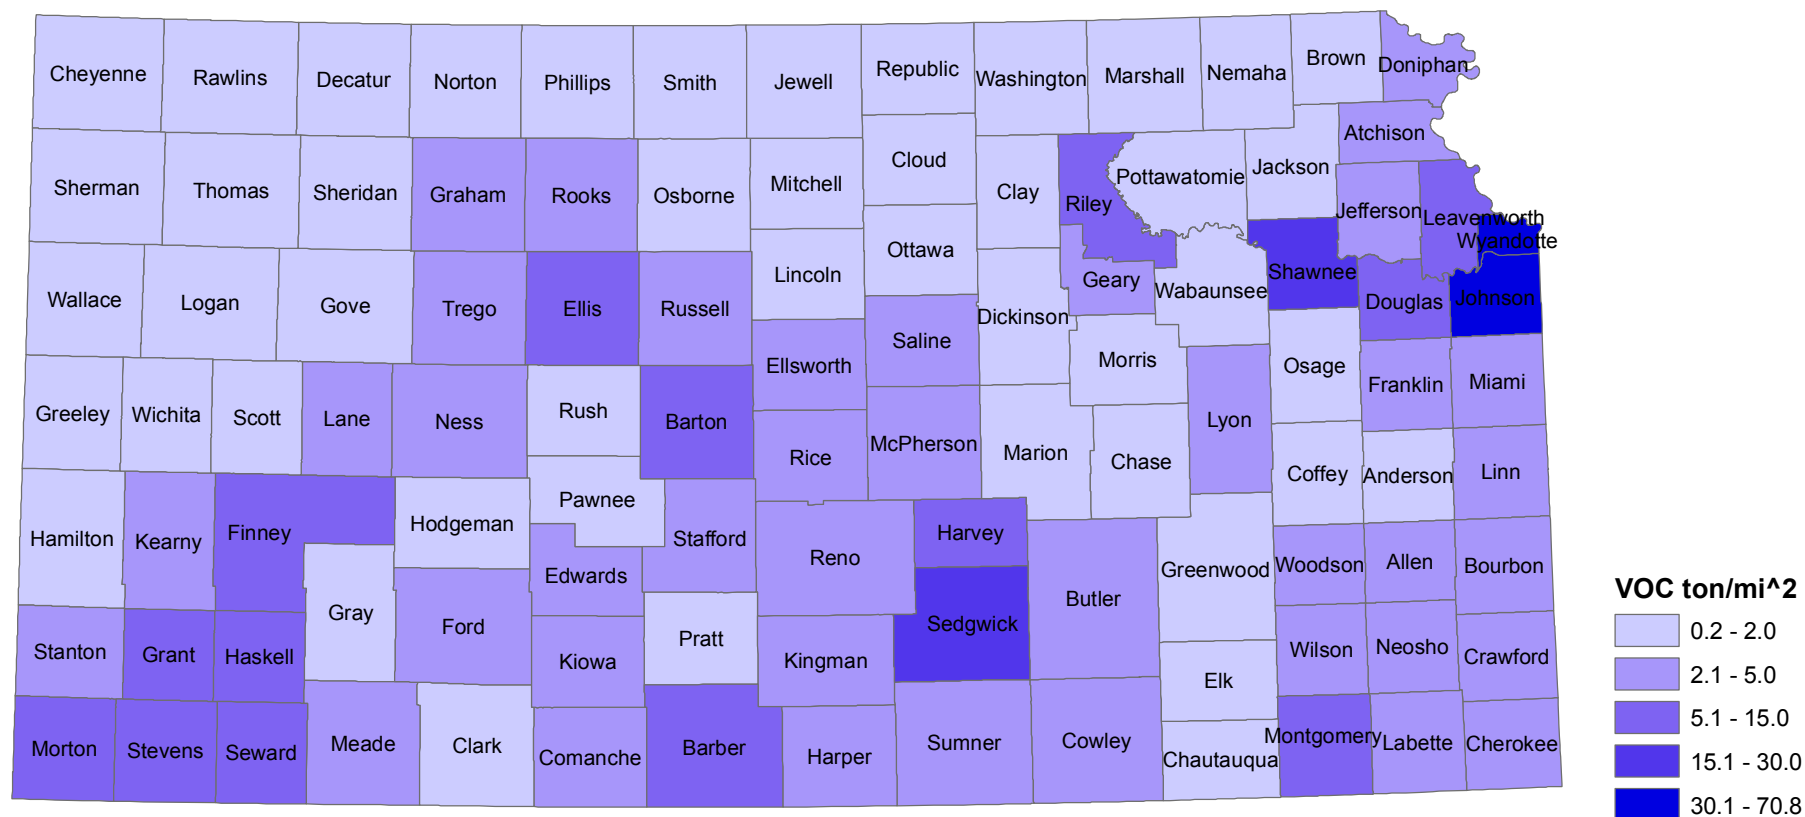 Cheyenne
Rawlins
Decatur
Norton
Phillips
Smith
Jewell
Republic
Washington
Marshall
Nemaha
Brown
Doniphan
Sherman
Thomas
Sheridan
Graham
Rooks
Osborne
Mitchell
Cloud
Clay
Riley
Pottawatomie
Jackson
Atchison
Jefferson
Leavenworth
Wyandotte
Wallace
Logan
Gove
Trego
Ellis
Russell
Lincoln
Ottawa
Saline
Dickinson
Geary
Wabaunsee
Shawnee
Douglas
Johnson
Greeley
Wichita
Scott
Lane
Ness
Rush
Barton
Ellsworth
Rice
McPherson
Marion
Morris
Chase
Lyon
Osage
Franklin
Miami
Coffey
Anderson
Linn
Hamilton
Kearny
Finney
Hodgeman
Pawnee
Stafford
Edwards
Reno
Harvey
Sedgwick
Butler
Greenwood
Woodson
Allen
Bourbon
Gray
Ford
Kiowa
Pratt
Kingman
Stanton
Grant
Haskell
Elk
Wilson
Neosho
Crawford
Morton
Stevens
Seward
Meade
Clark
Comanche
Barber
Harper
Sumner
Cowley
Chautauqua
Montgomery
Labette
Cherokee
VOC ton/mi^2
0.2 - 2.0
2.1 - 5.0
5.1 - 15.0
15.1 - 30.0
30.1 - 70.8